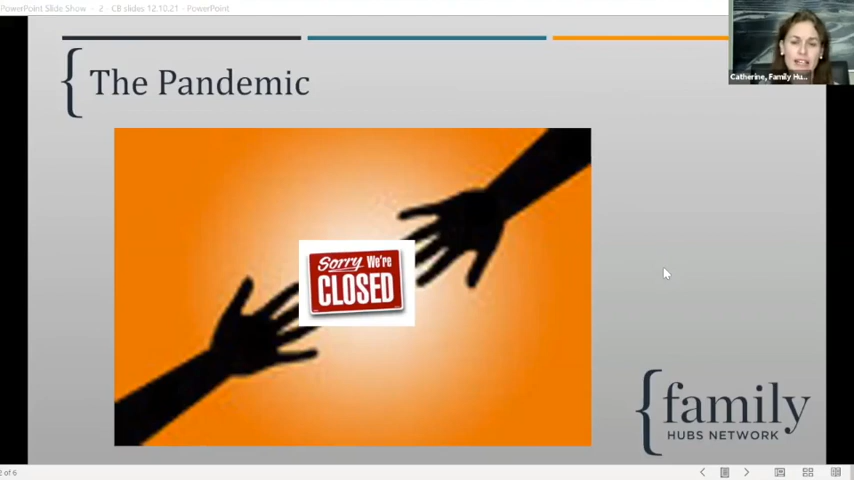 PowerPoint Slide Show - 2 - CB slides 12.10.21 - PowerPoint
Catherine, Family Hu...
The Pandemic
Sorry We're
CLOSED
family
HUBS NETWORK
2 of 6